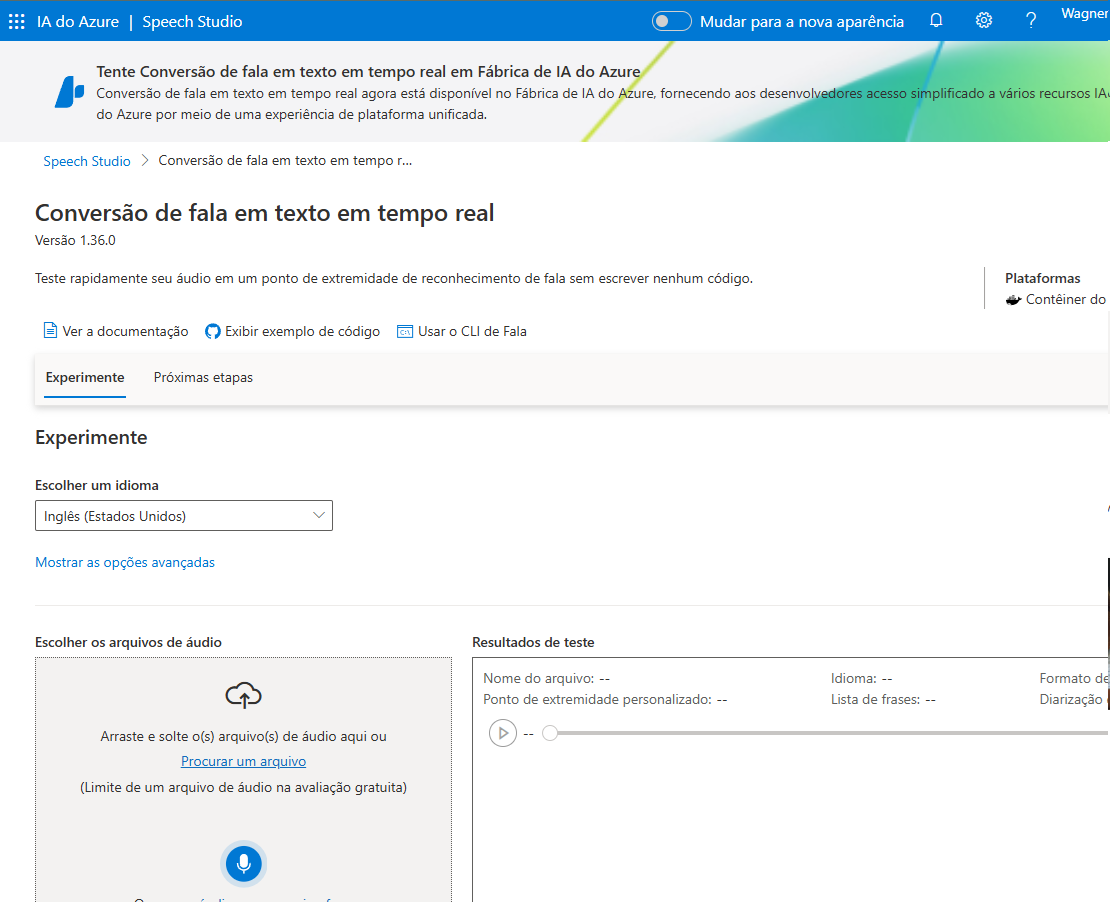 IA do Azure | Speech Studio
Mudar para a nova aparência
Wagner
Tente Conversão de fala em texto em tempo real em Fábrica de IA do Azure
Conversão de fala em texto em tempo real agora está disponível no Fábrica de IA do Azure, fornecendo aos desenvolvedores acesso simplificado a vários recursos IA
do Azure por meio de uma experiência de plataforma unificada.
Speech Studio > Conversão de fala em texto em tempo r...
Conversão de fala em texto em tempo real
Versão 1.36.0
Teste rapidamente seu áudio em um ponto de extremidade de reconhecimento de fala sem escrever nenhum código.
Plataformas
Contêiner do
Ver a documentação
Exibir exemplo de código
Usar o CLI de Fala
Experimente
Próximas etapas
Experimente
Escolher um idioma
Inglês (Estados Unidos)
Mostrar as opções avançadas
Escolher os arquivos de áudio
Arraste e solte o(s) arquivo(s) de áudio aqui ou
Procurar um arquivo
(Limite de um arquivo de áudio na avaliação gratuita)
Resultados de teste
Nome do arquivo: --
Idioma: --
Formato de
Ponto de extremidade personalizado: --
Lista de frases: --
Diarização
--